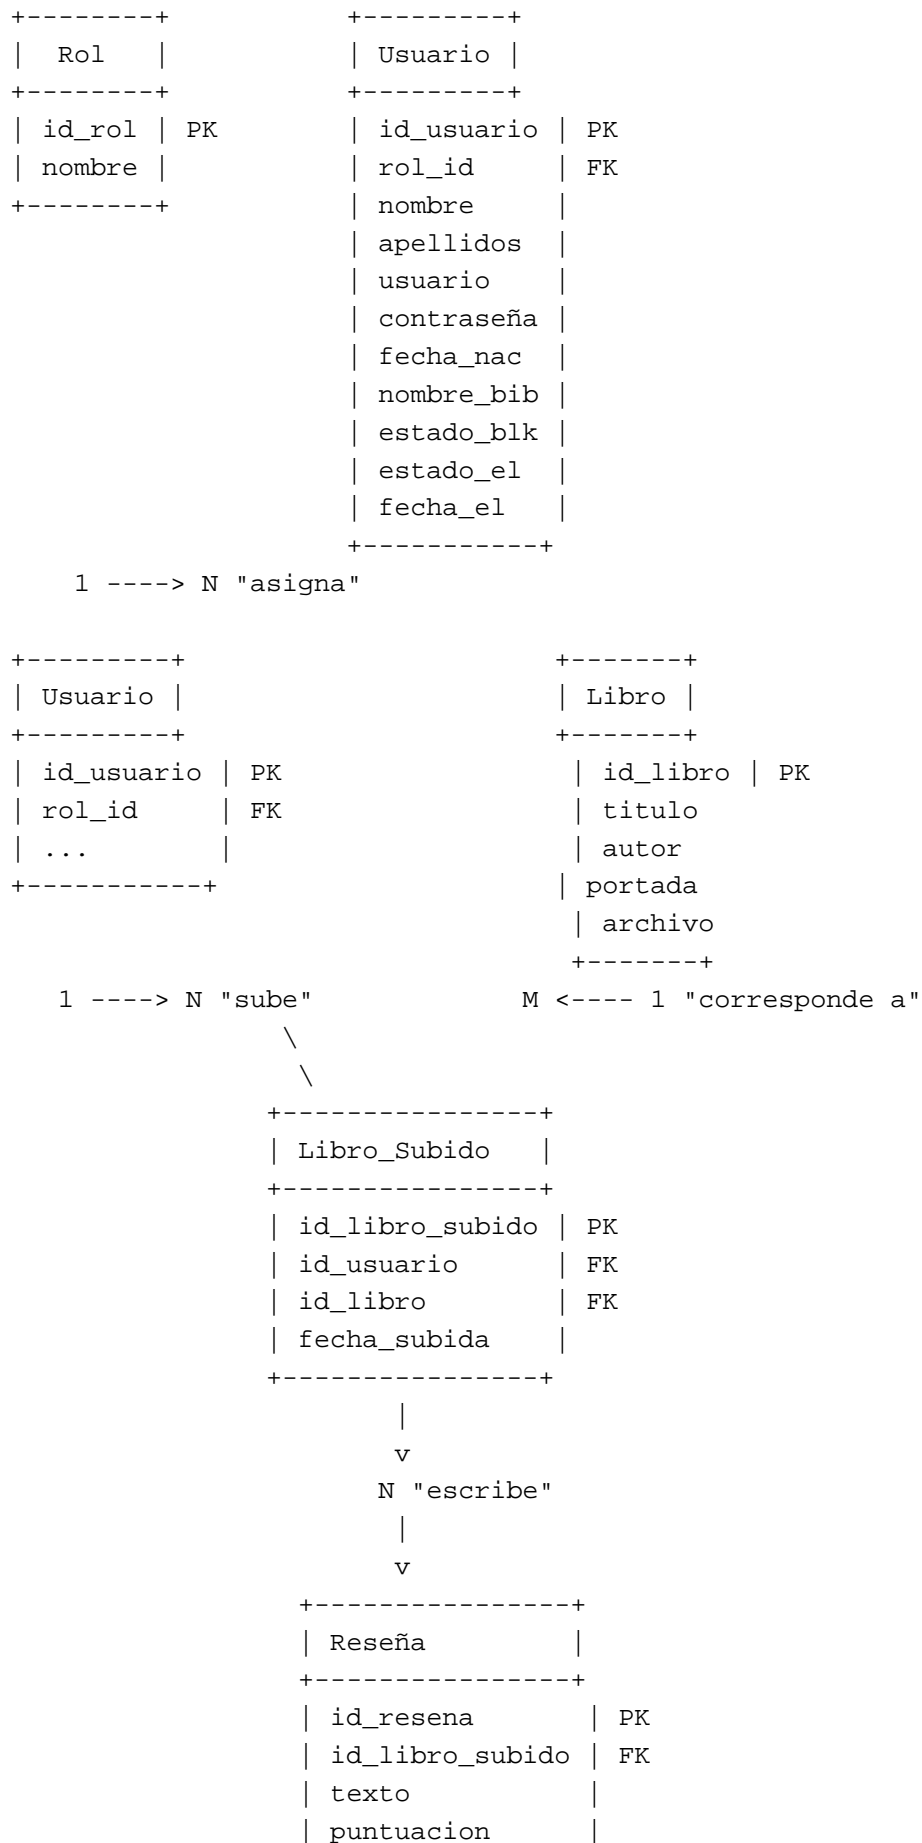 +--------+ +---------+
| Rol | | Usuario |
+--------+ +---------+
| id_rol | PK | id_usuario | PK
| nombre | | rol_id | FK
+--------+ | nombre |
| apellidos |
| usuario |
| contraseña |
| fecha_nac |
| nombre_bib |
| estado_blk |
| estado_el |
| fecha_el |
+-----------+
1 ----> N "asigna"
+---------+ +-------+
| Usuario | | Libro |
+---------+ +-------+
| id_usuario | PK | id_libro | PK
| rol_id | FK | titulo
| ... | | autor
+-----------+ | portada
| archivo
+-------+
1 ----> N "sube" M <---- 1 "corresponde a"
\
\
+----------------+
| Libro_Subido |
+----------------+
| id_libro_subido | PK
| id_usuario | FK
| id_libro | FK
| fecha_subida |
+----------------+
|
v
N "escribe"
|
v
+----------------+
| Reseña |
+----------------+
| id_resena | PK
| id_libro_subido | FK
| texto |
| puntuacion |